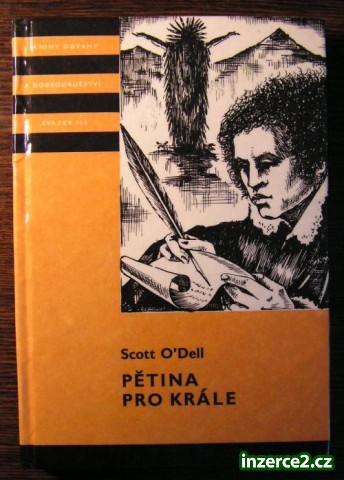 KNIHY ODVAHY
A DOBRODRUŽSTVÍ
SVAZEK
Scott O'Dell
PĚTINA
PRO KRÁLE
inzerce2.cz